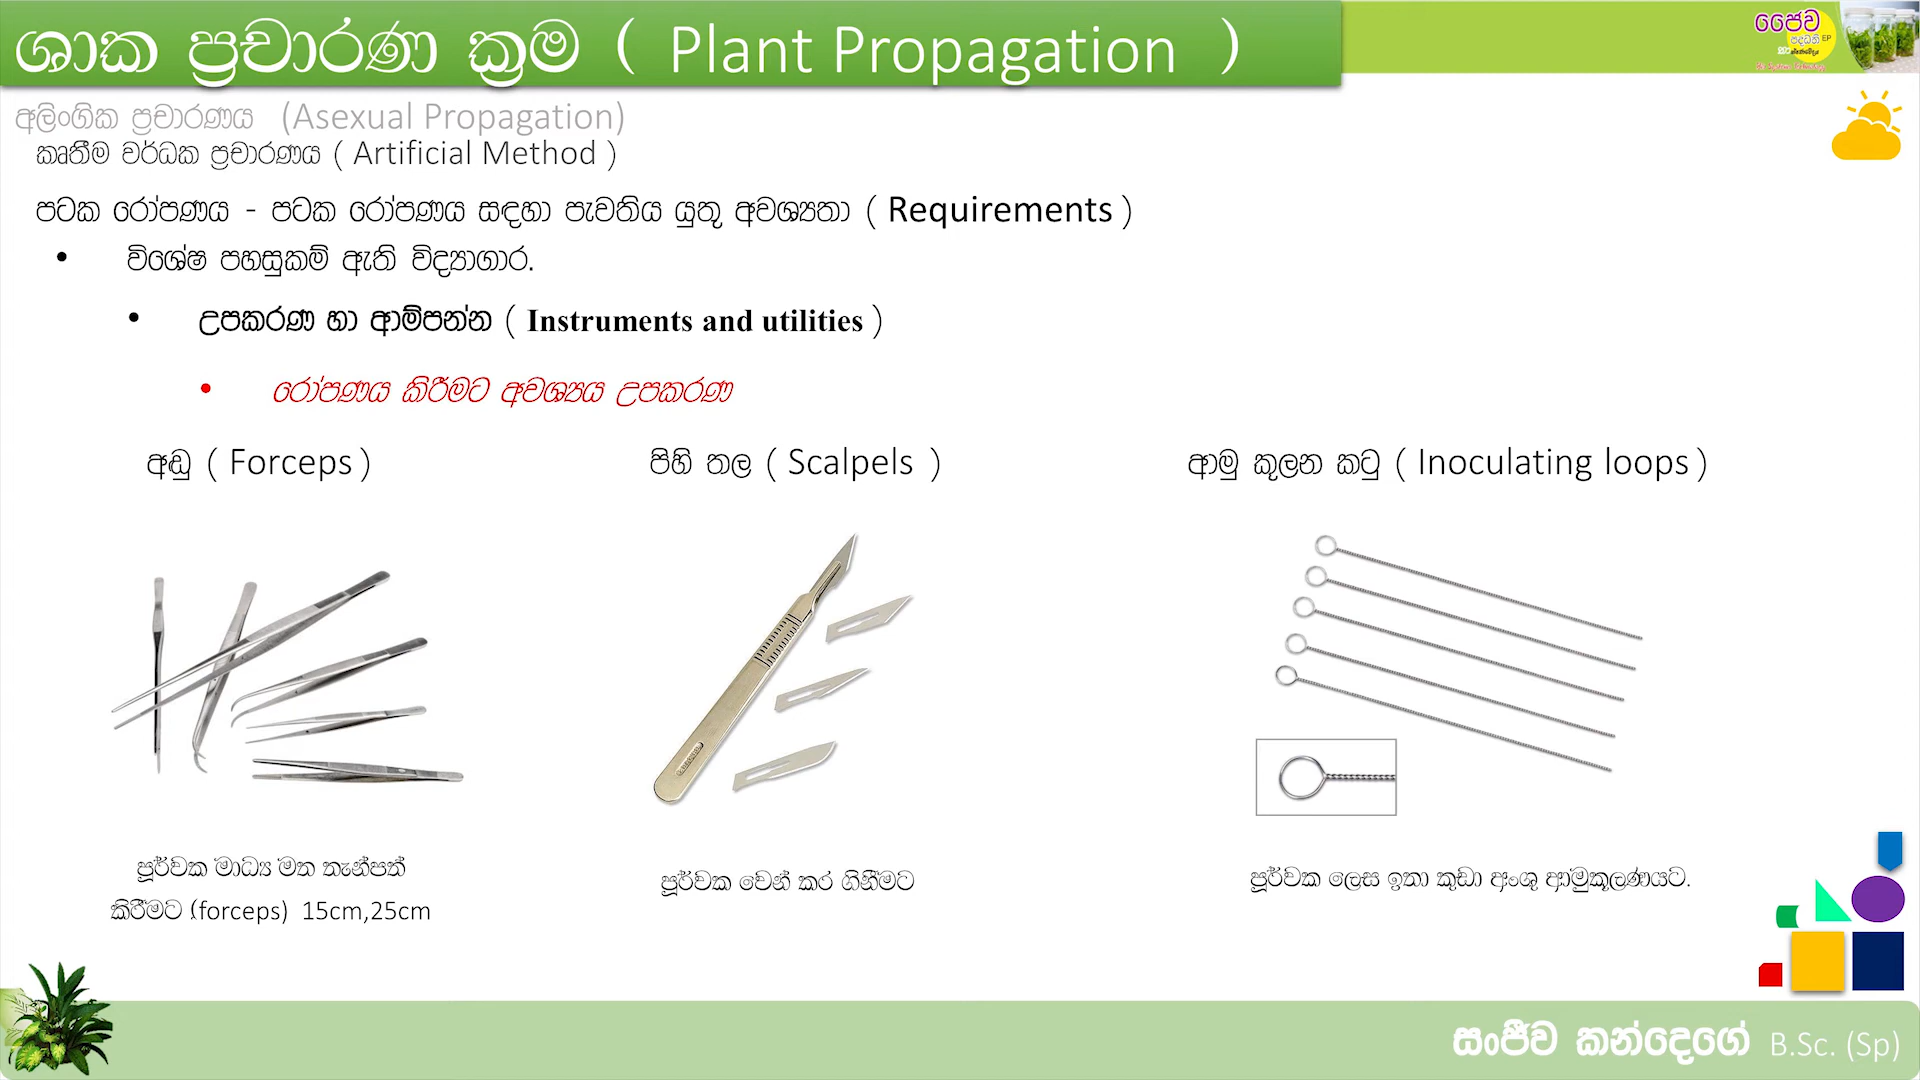 ශාක ප්‍රචාරණ ක්‍රම ( Plant Propagation )
ජෛව
පද්ධති
EP
අලිංගික ප්‍රචාරණය (Asexual Propagation)
කෘතීම වර්ධක ප්‍රචාරණය ( Artificial Method )
පටක රෝපණය - පටක රෝපණය සඳහා පැවතිය යුතු අවශ්‍යතා ( Requirements )
• විශේෂ පහසුකම් ඇති විද්‍යාගාර.
• උපකරණ හා ආම්පන්න ( Instruments and utilities )
• රෝපණය කිරීමට අවශ්‍යය උපකරණ
අඬු ( Forceps )
පිහි තල ( Scalpels )
ආමු කුලන කටු ( Inoculating loops )
පූර්වක මාධ්‍ය මත තැන්පත්
කිරීමට (forceps) 15cm,25cm
පූර්වක වෙන් කර ගිනීමට
පූර්වක ලෙස ඉතා කුඩා අංශු ආමුකූලණයට.
සංජීව කන්දෙගේ B.Sc. (Sp)